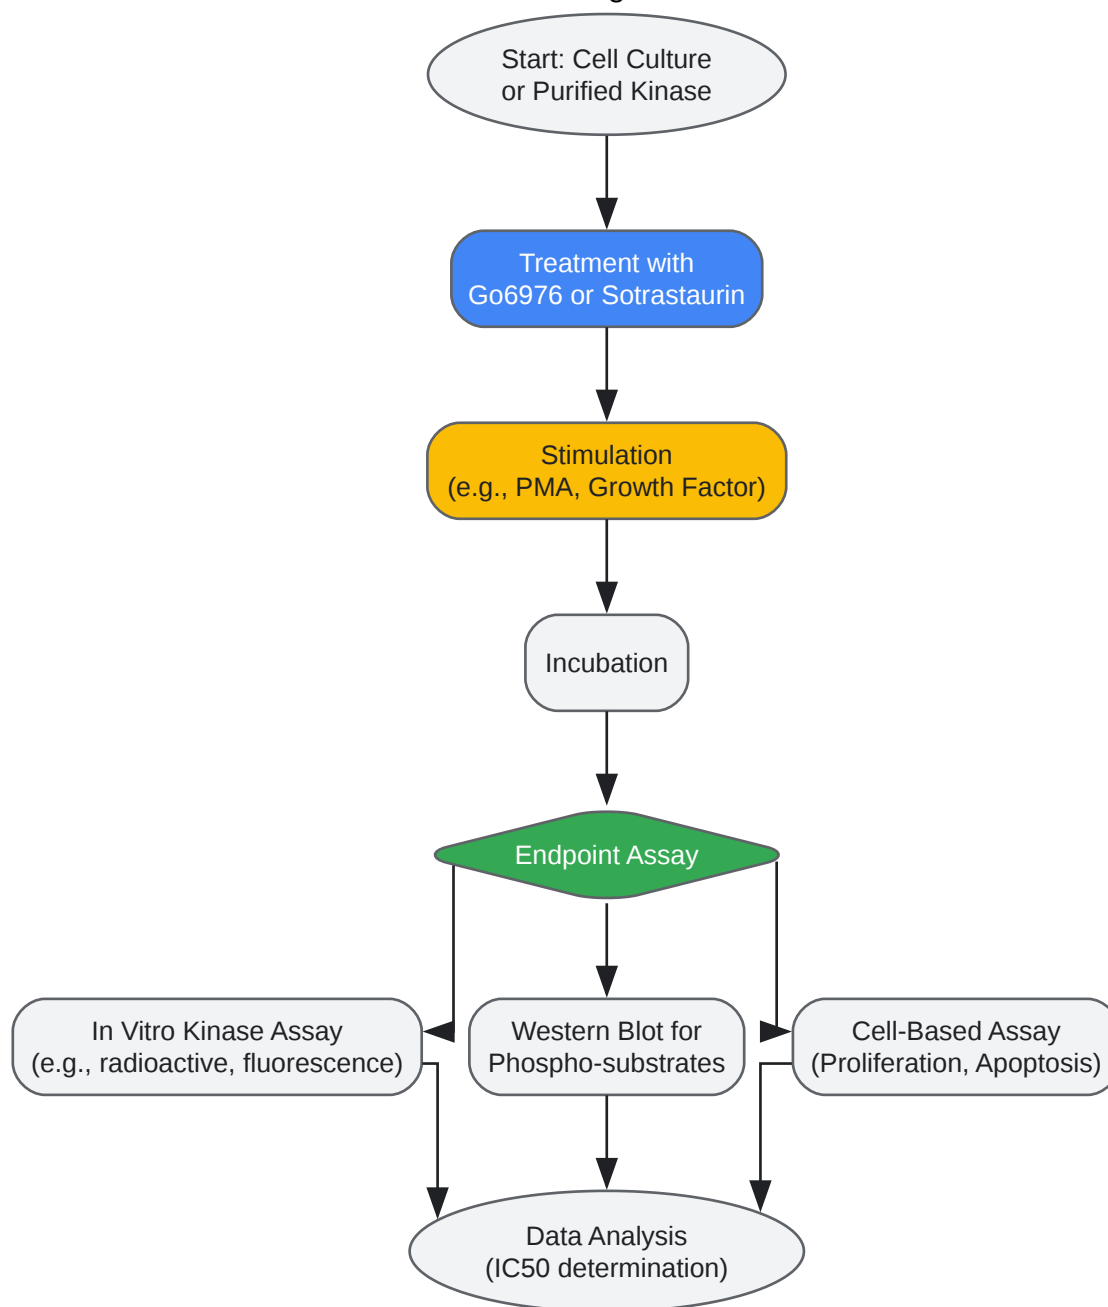 Start: Cell Culture
or Purified Kinase
Treatment with
Go6976 or Sotrastaurin
Stimulation
(e.g., PMA, Growth Factor)
Incubation
Endpoint Assay
In Vitro Kinase Assay
(e.g., radioactive, fluorescence)
Western Blot for
Phospho-substrates
Cell-Based Assay
(Proliferation, Apoptosis)
Data Analysis
(IC50 determination)